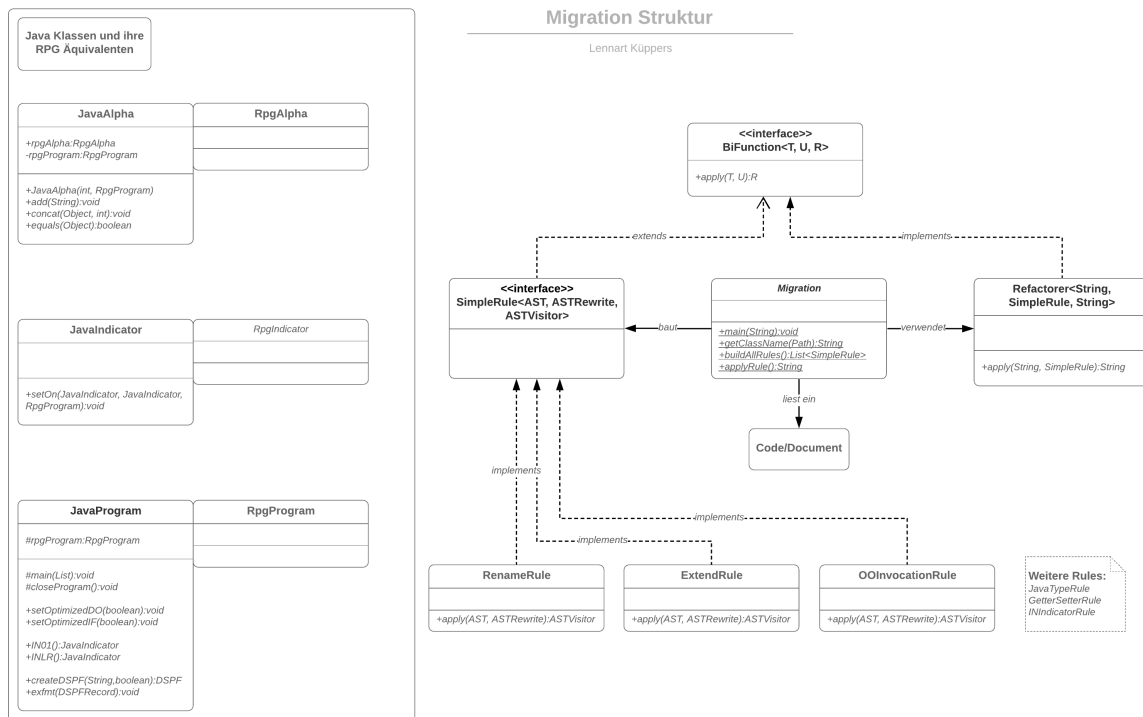 Migration Struktur
Lennart Küppers
Java Klassen und ihre
RPG Äquivalenten
JavaAlpha
+rpgAlpha:RpgAlpha
-rpgProgram:RpgProgram
+JavaAlpha(int, RpgProgram)
+add(String):void
+concat(Object, int):void
+equals(Object):boolean
RpgAlpha
JavaIndicator
+setOn(JavaIndicator, JavaIndicator,
RpgProgram):void
RpgIndicator
JavaProgram
#rpgProgram:RpgProgram
#main(List):void
#closeProgram():void
+setOptimizedDO(boolean):void
+setOptimizedIF(boolean):void
+IN01():JavaIndicator
+INLR():JavaIndicator
+createDSPF(String,boolean):DSPF
+exfmt(DSPFRecord):void
RpgProgram
<<interface>>
BiFunction<T, U, R>
+apply(T, U):R
extends
implements
<<interface>>
SimpleRule<AST, ASTRewrite,
ASTVisitor>
baut
Migration
+main(String):void
+getClassName(Path):String
+buildAllRules():List<SimpleRule>
+applyRule():String
verwendet
Refactorer<String,
SimpleRule, String>
+apply(String, SimpleRule):String
liest ein
Code/Document
implements
implements
implements
RenameRule
+apply(AST, ASTRewrite):ASTVisitor
ExtendRule
+apply(AST, ASTRewrite):ASTVisitor
OOInvocationRule
+apply(AST, ASTRewrite):ASTVisitor
Weitere Rules:
JavaTypeRule
GetterSetterRule
INIndicatorRule